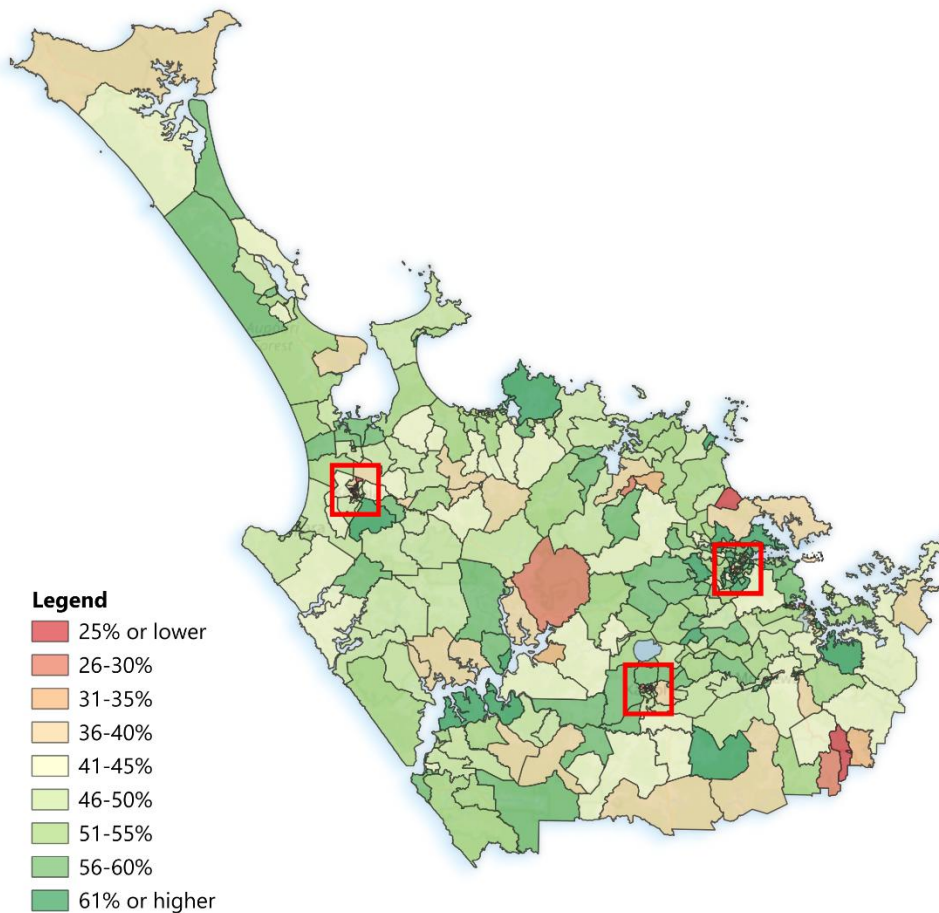 Legend
25% or lower
26-30%
31-35%
36-40%
41-45%
46-50%
51-55%
56-60%
61% or higher